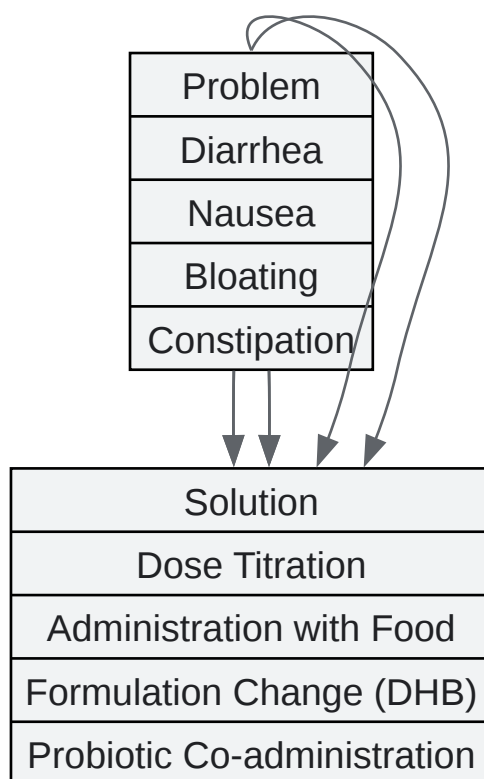 Problem
Diarrhea
Nausea
Bloating
Constipation
Solution
Dose Titration
Administration with Food
Formulation Change (DHB)
Probiotic Co-administration